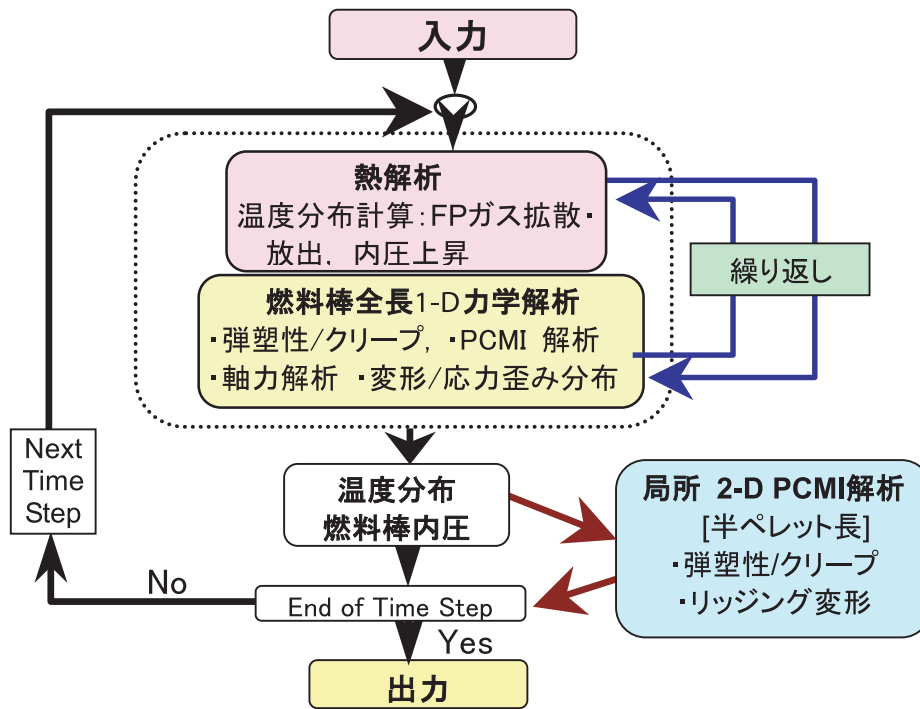 入力
熱解析
温度分布計算:FPガス拡散・
放出, 内圧上昇
繰り返し
燃料棒全長1-D力学解析
・弾塑性/クリープ, ・PCMI 解析
・軸力解析 ・変形/応力歪み分布
Next
Time
Step
温度分布
燃料棒内圧
局所 2-D PCMI解析
[半ペレット長]
・弾塑性/クリープ
・リッジング変形
No
End of Time Step
Yes
出力